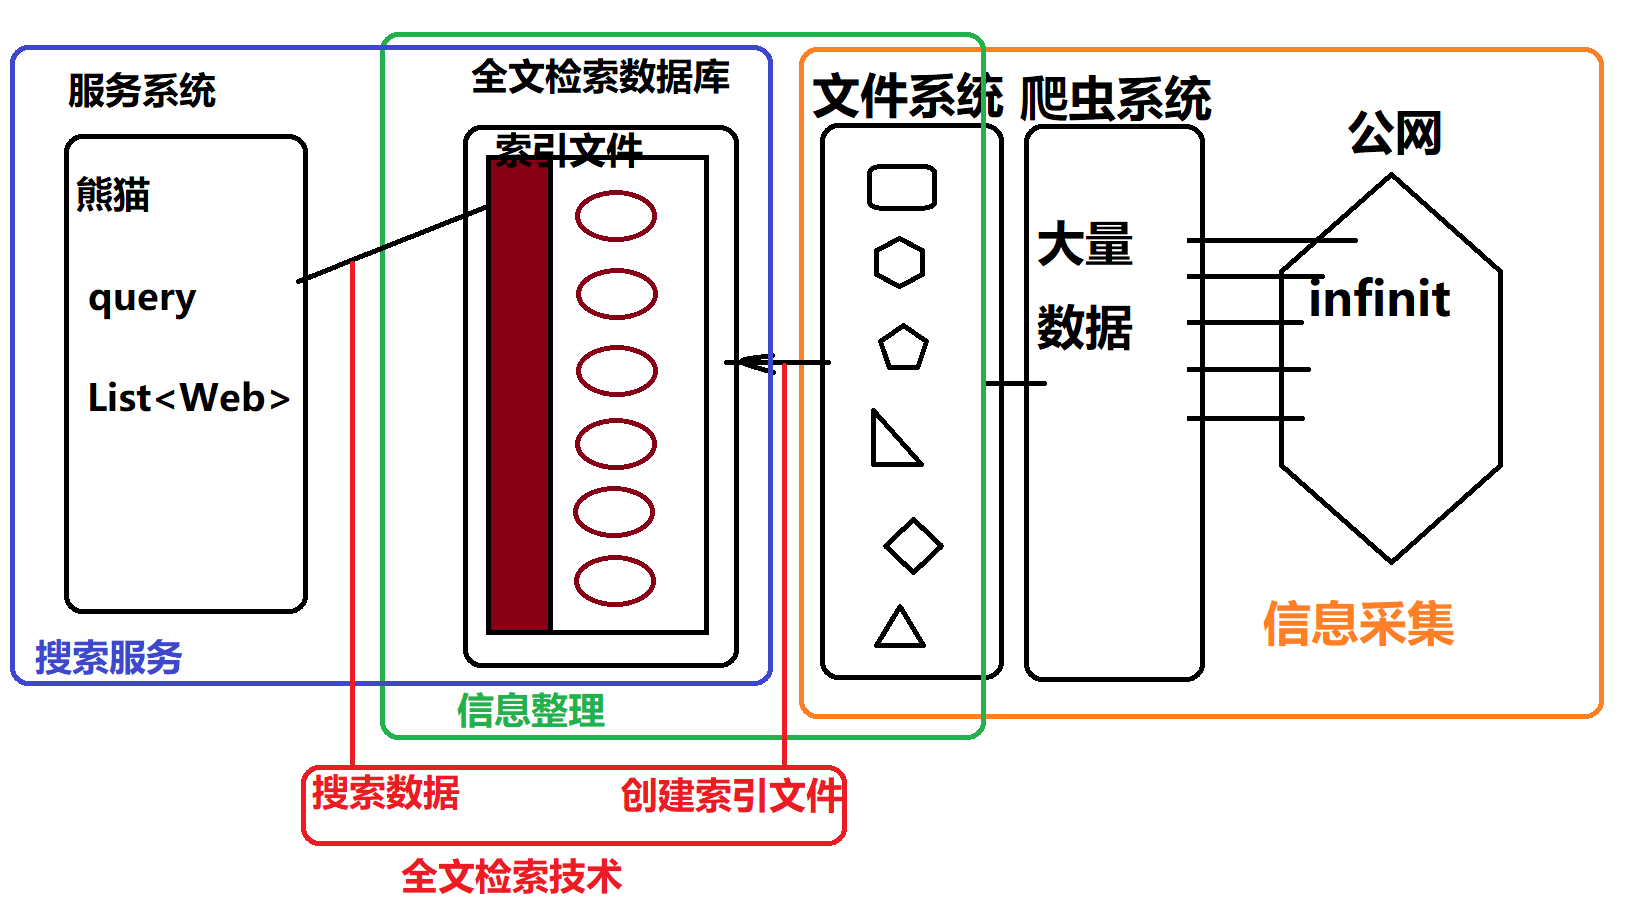 服务系统
熊猫
query
List<Web>
搜索服务
全文检索数据库
索引文件
信息整理
文件系统
爬虫系统
大量
数据
公网
infinit
信息采集
搜索数据
创建索引文件
全文检索技术